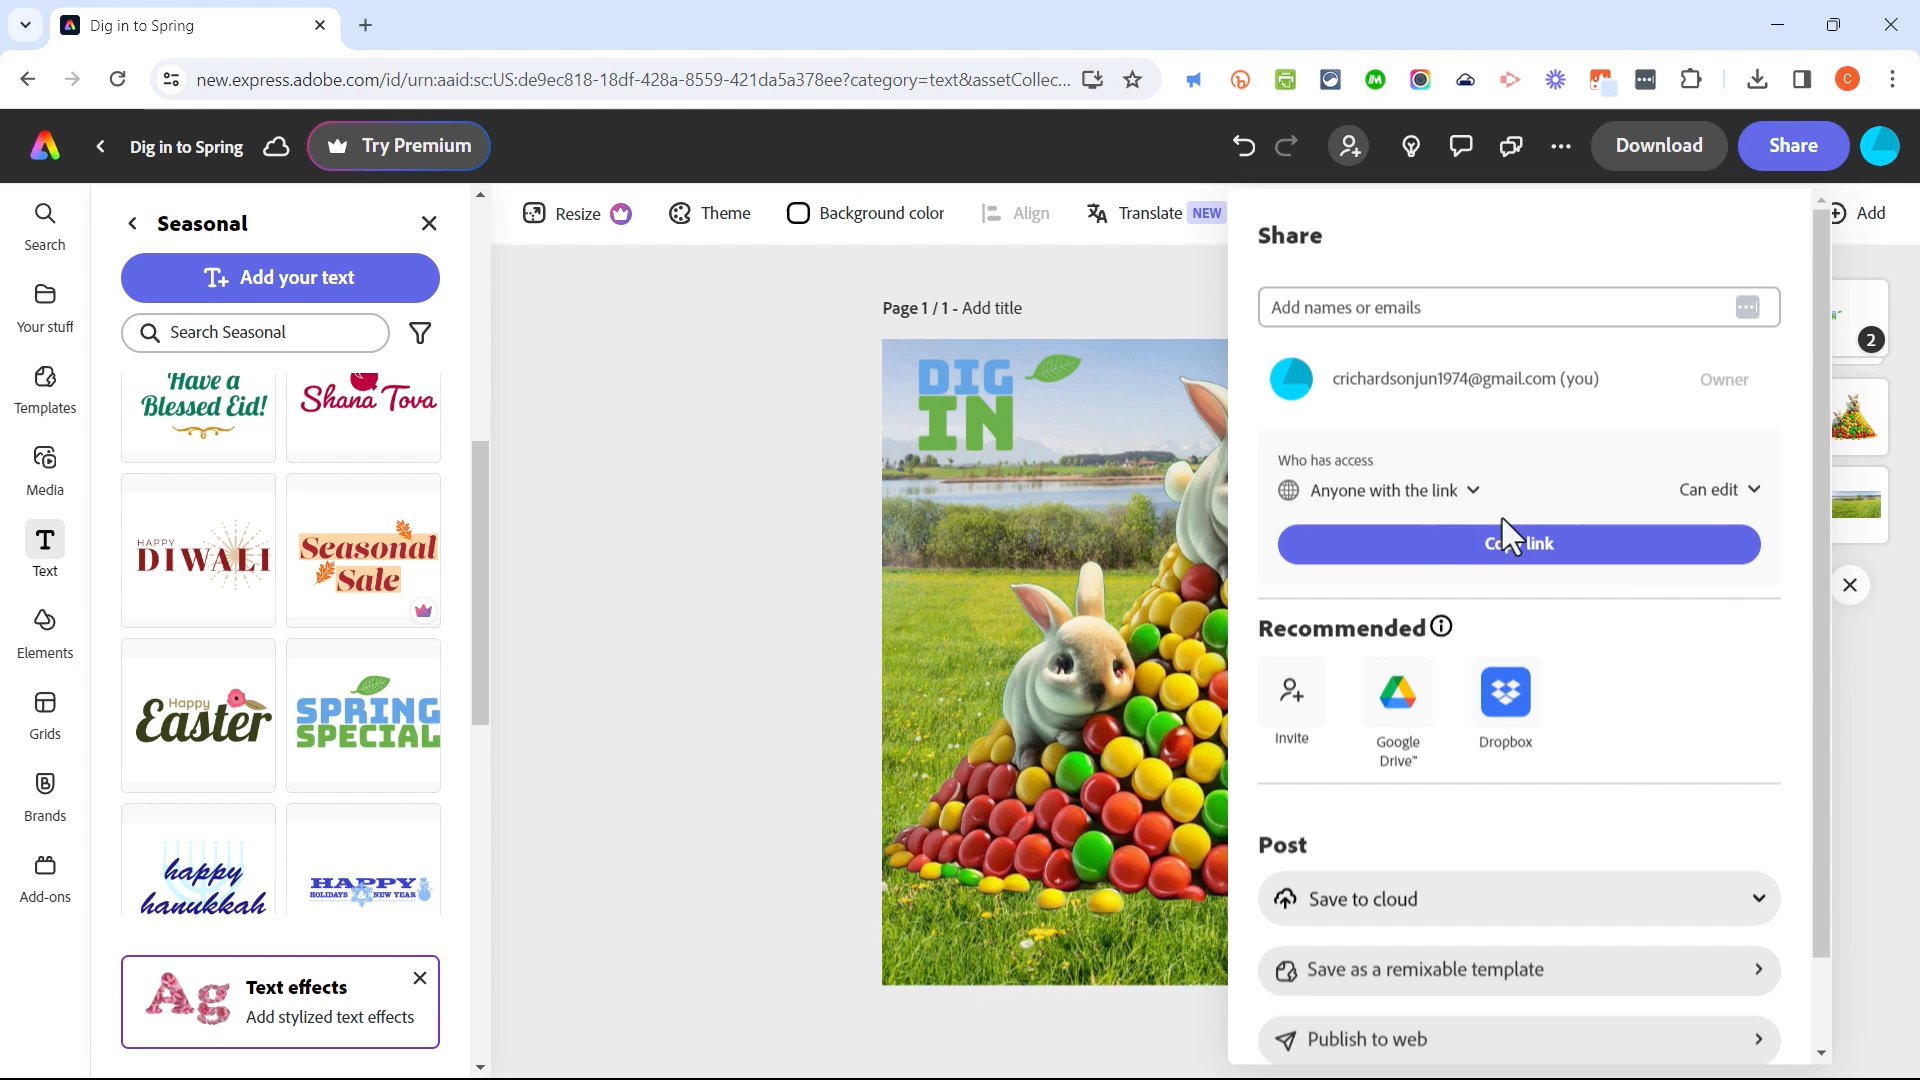 Dig in to Spring
new.express.adobe.com/id/urn:aaid:sc:US:de9ec818-18df-428a-8559-421da5a378ee?category=text&assetCollec...
C
Dig in to Spring
Try Premium
Download
Share
Search
Your stuff
Templates
Media
Text
Elements
Grids
Brands
Add-ons
Seasonal
Add your text
Search Seasonal
Have a
Blessed Eid!
Shana Tova
HAPPY
DIWALI
Seasonal
Sale
Happy
Easter
SPRING
SPECIAL
happy
hanukkah
HAPPY
HOLIDAYS NEW YEAR
Ag
Text effects
Add stylized text effects
Resize
Theme
Background color
Align
Translate NEW
Add
Page 1 / 1 - Add title
DIG
IN
2
Share
Add names or emails
crichardsonjun1974@gmail.com (you)
Owner
Who has access
Anyone with the link
Can edit
link
Recommended
Invite
Google
Drive™
Dropbox
Post
Save to cloud
Save as a remixable template
Publish to web